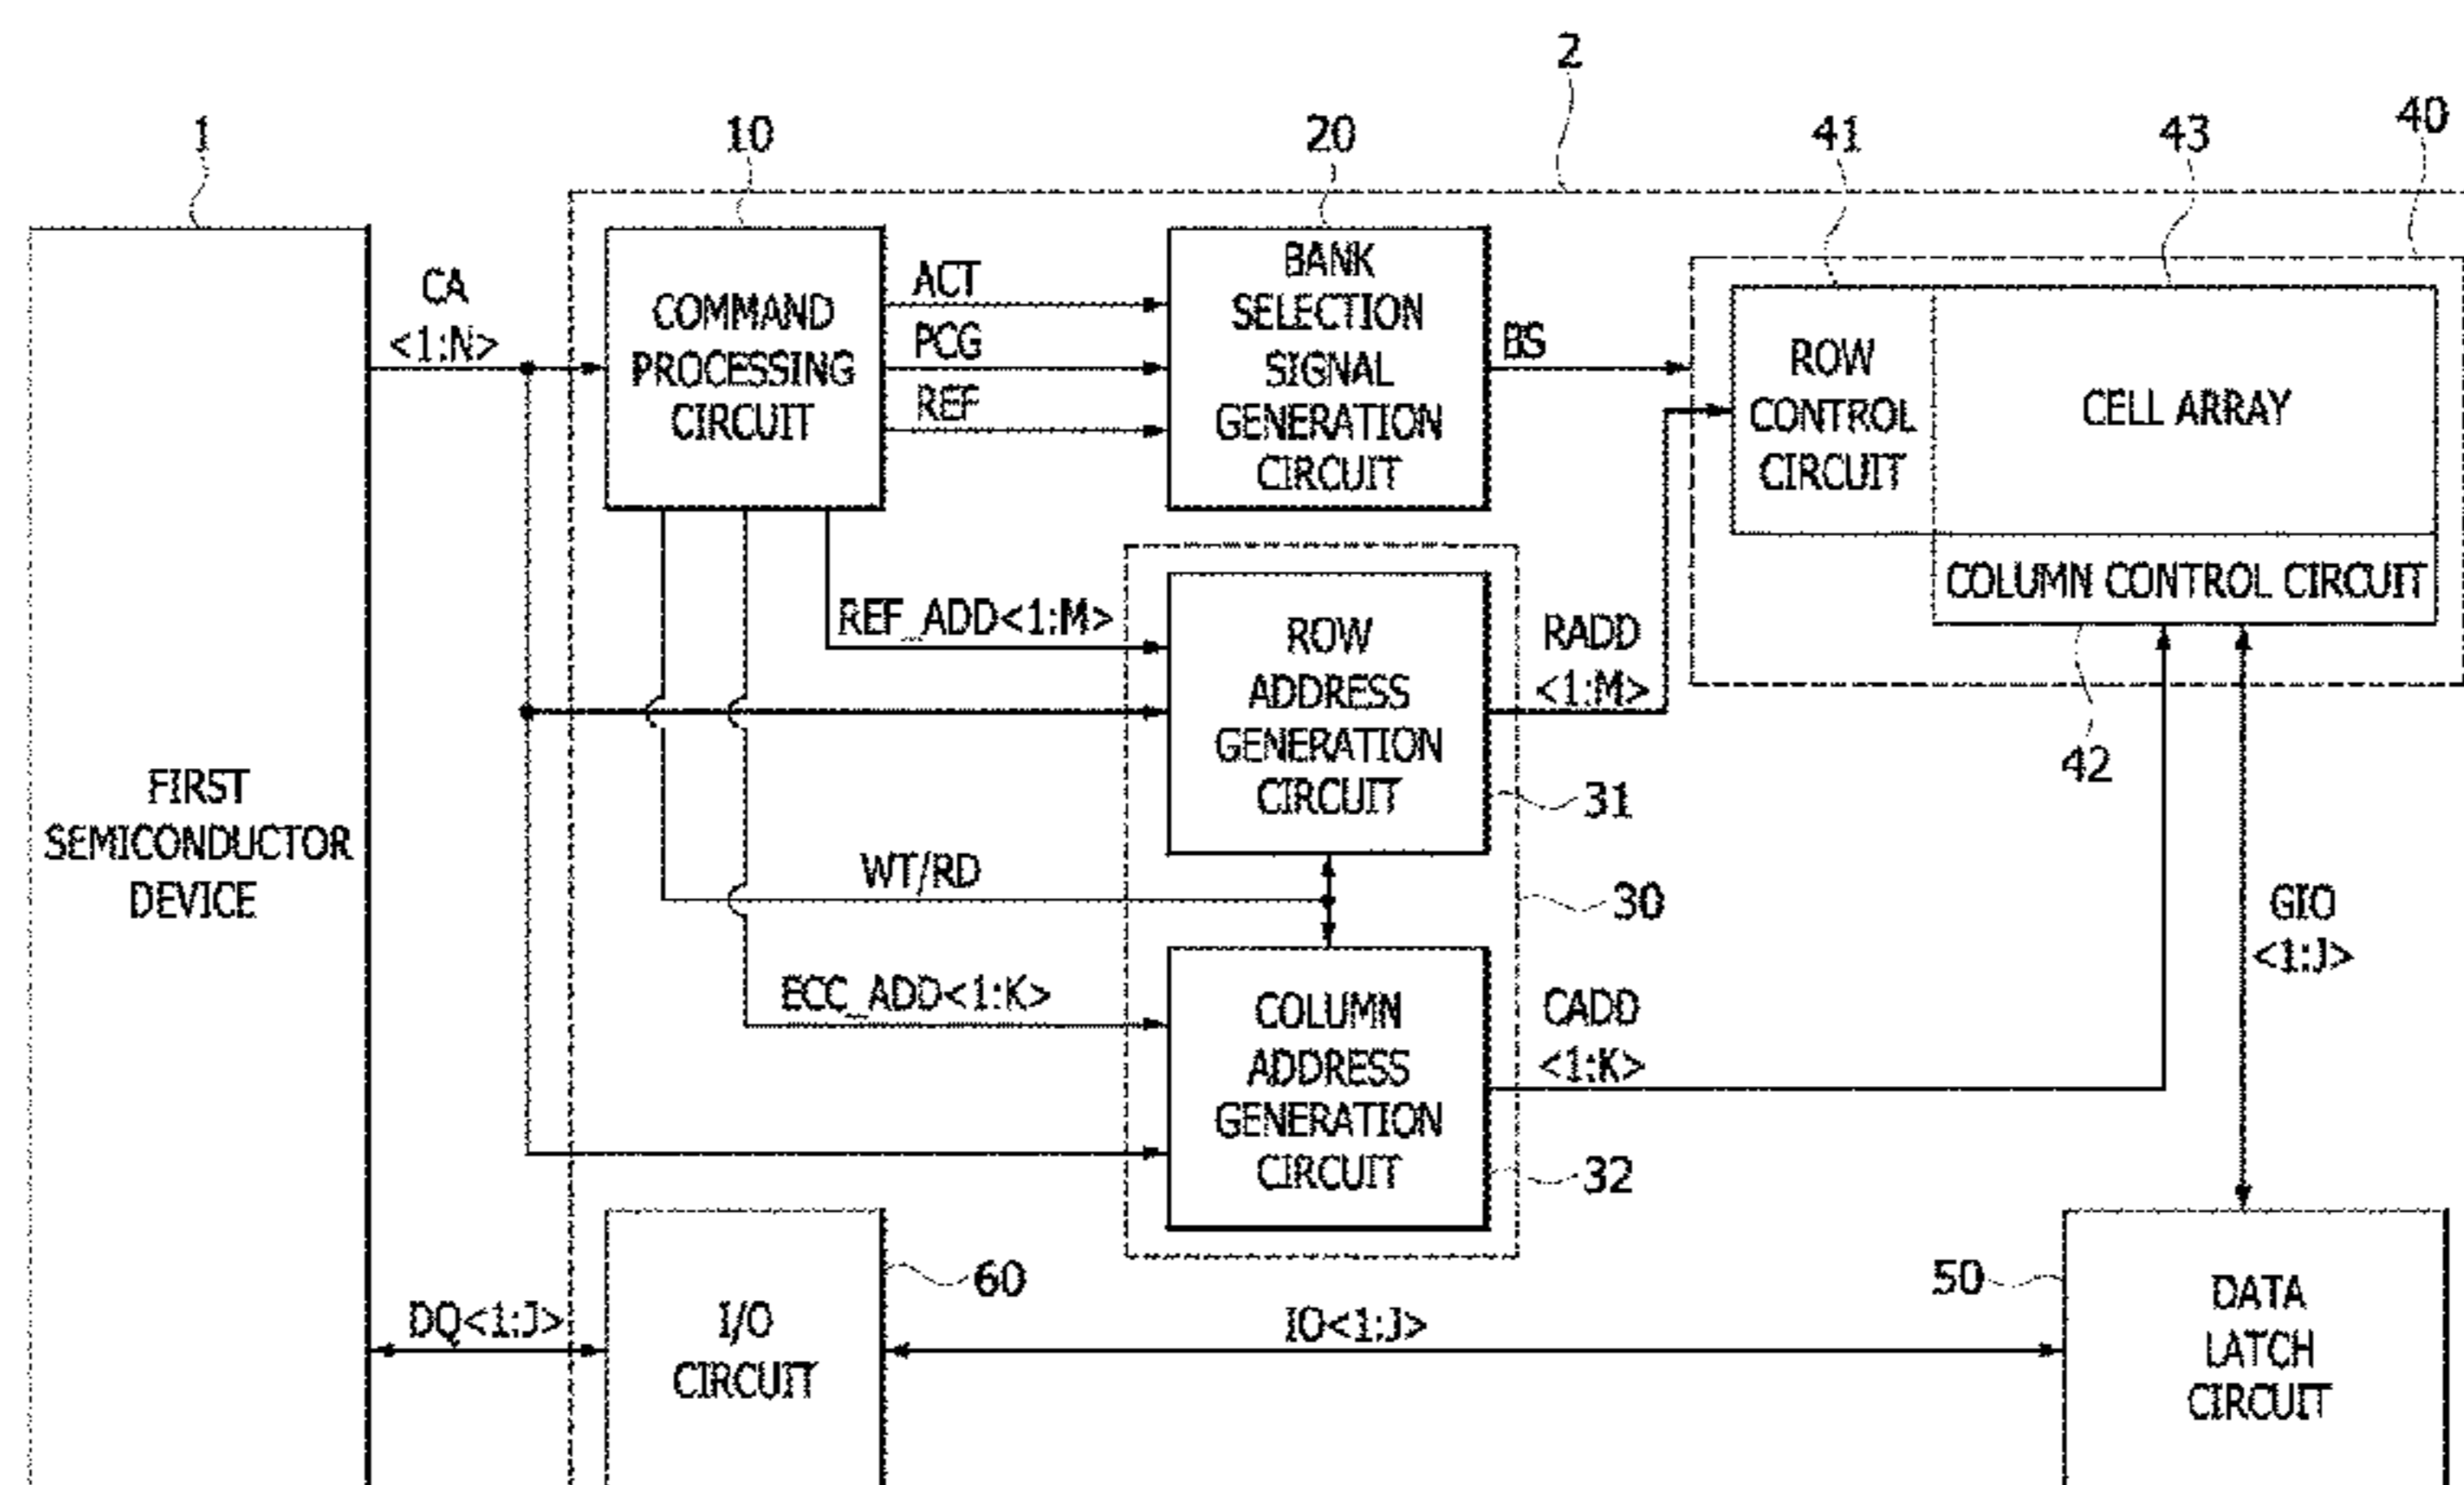 2
1
10
20
41
43
40
CA
<1:N>
COMMAND
PROCESSING
CIRCUIT
ACT
PCG
REF
BANK
SELECTION
SIGNAL
GENERATION
CIRCUIT
BS
ROW
CONTROL
CIRCUIT
CELL ARRAY
COLUMN CONTROL CIRCUIT
42
REF_ADD<1:M>
ROW
ADDRESS
GENERATION
CIRCUIT
RADD
<1:M>
31
FIRST
SEMICONDUCTOR
DEVICE
WT/RD
30
GIO
<1:J>
ECC_ADD<1:K>
COLUMN
ADDRESS
GENERATION
CIRCUIT
CADD
<1:K>
32
DQ<1:J>
I/O
CIRCUIT
60
IO<1:J>
50
DATA
LATCH
CIRCUIT